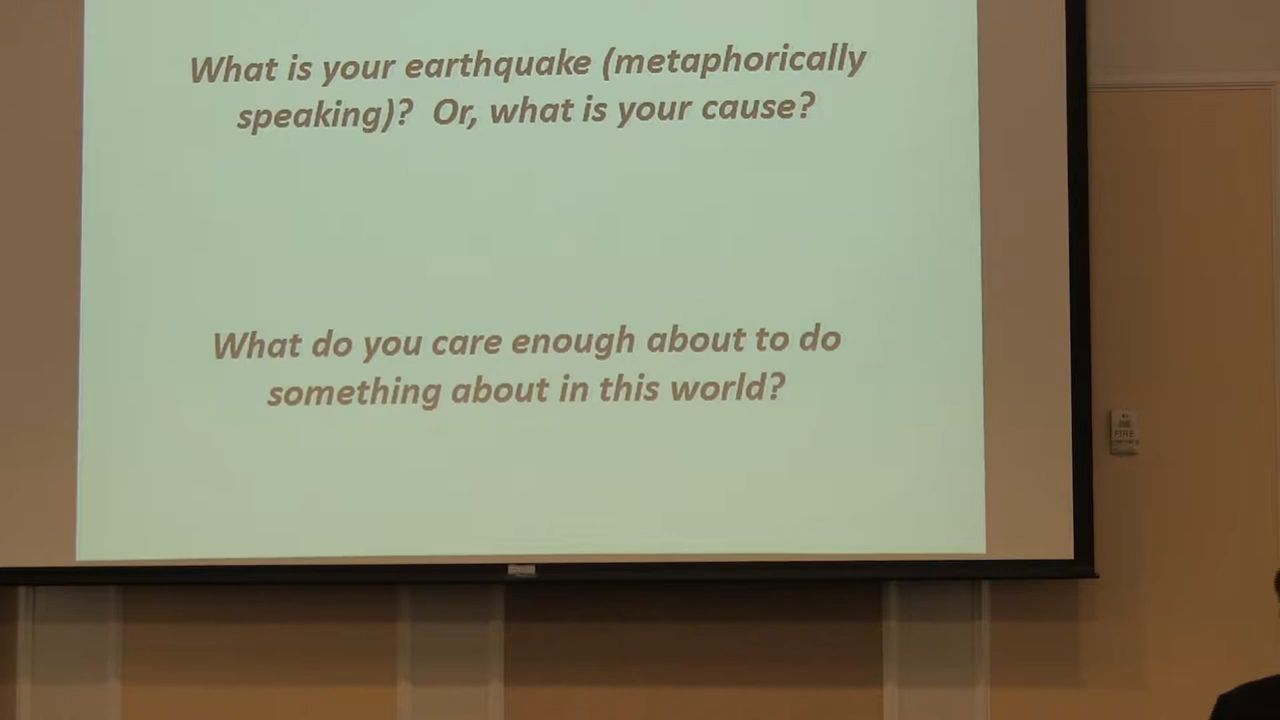 What is your earthquake (metaphorically
speaking)? Or, what is your cause?
What do you care enough about to do
something about in this world?
FIRE